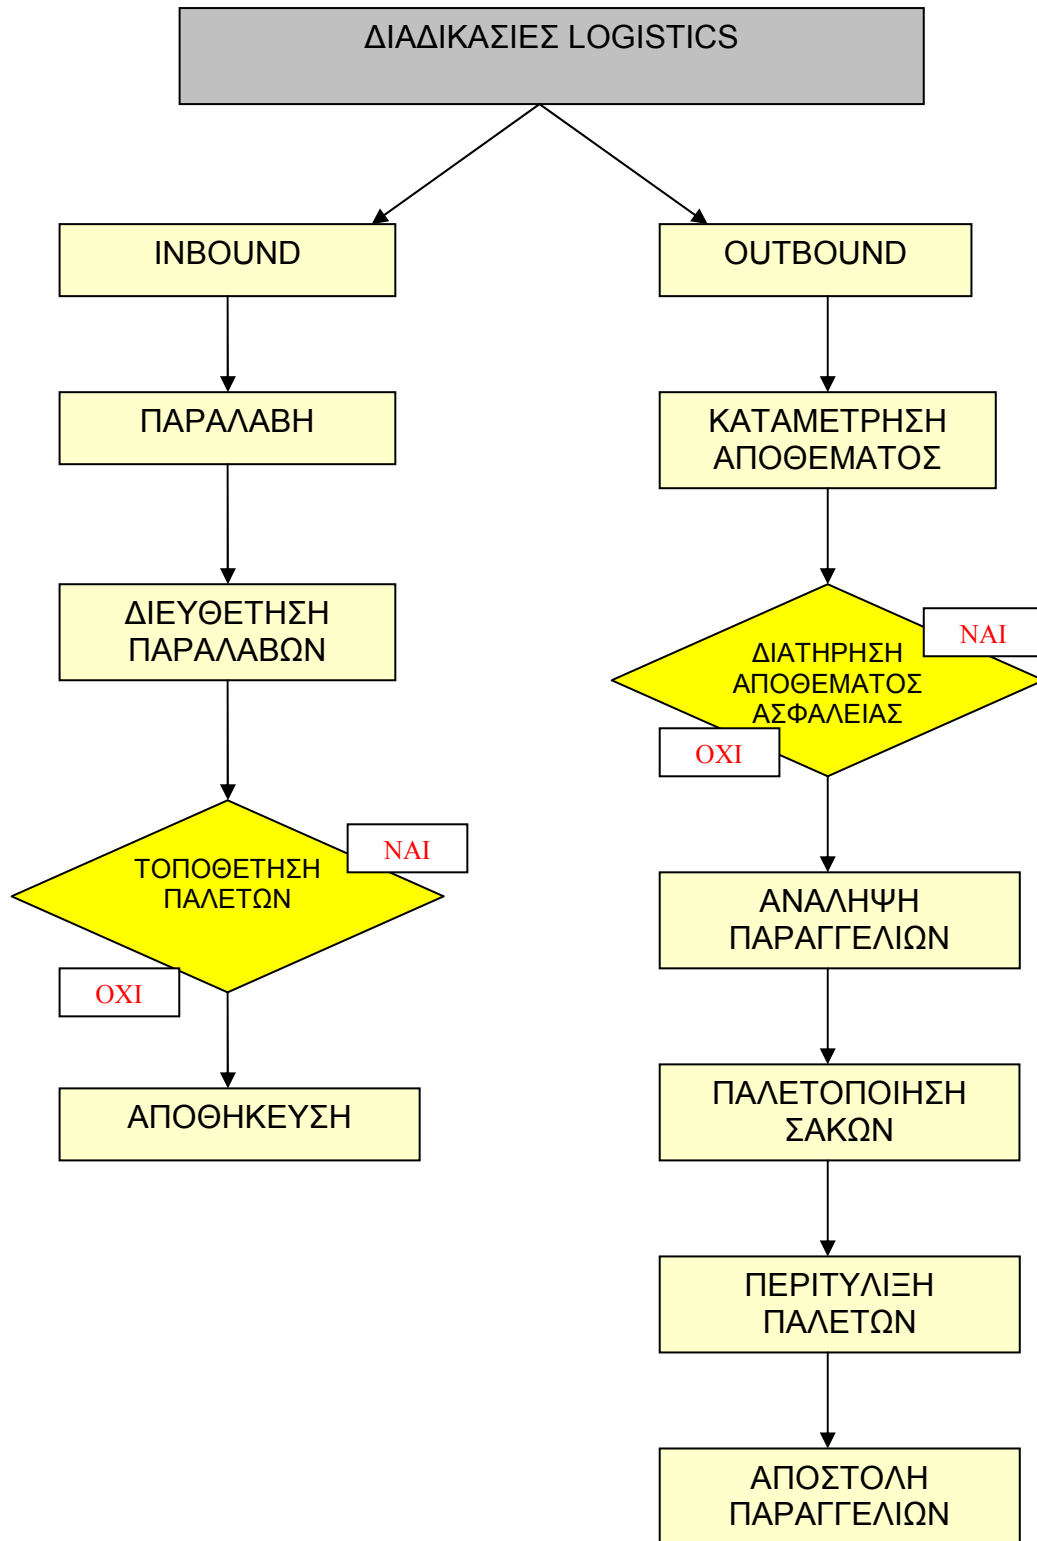 ΔΙΑΔΙΚΑΣΙΕΣ LOGISTICS
INBOUND
ΠΑΡΑΛΑΒΗ
ΔΙΕΥΘΕΤΗΣΗ
ΠΑΡΑΛΑΒΩΝ
ΤΟΠΟΘΕΤΗΣΗ
ΠΑΛΕΤΩΝ
ΝΑΙ
ΟΧΙ
ΑΠΟΘΗΚΕΥΣΗ
OUTBOUND
ΚΑΤΑΜΕΤΡΗΣΗ
ΑΠΟΘΕΜΑΤΟΣ
ΔΙΑΤΗΡΗΣΗ
ΑΠΟΘΕΜΑΤΟΣ
ΑΣΦΑΛΕΙΑΣ
ΝΑΙ
ΟΧΙ
ΑΝΑΛΗΨΗ
ΠΑΡΑΓΓΕΛΙΩΝ
ΠΑΛΕΤΟΠΟΙΗΣΗ
ΣΑΚΩΝ
ΠΕΡΙΤΥΛΙΞΗ
ΠΑΛΕΤΩΝ
ΑΠΟΣΤΟΛΗ
ΠΑΡΑΓΓΕΛΙΩΝ